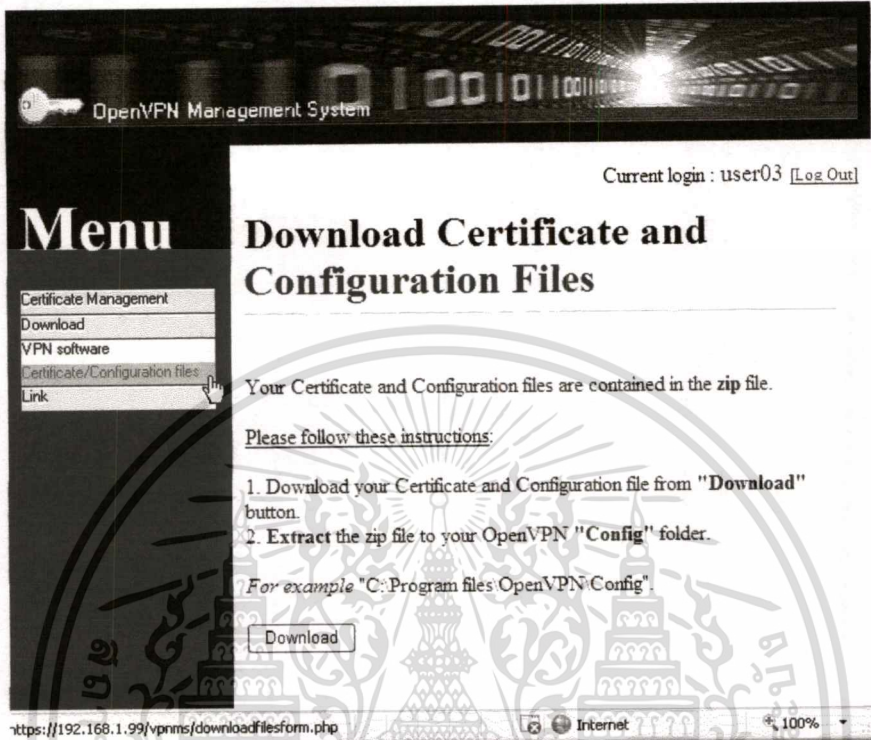 OpenVPN Management System
Current login : user03 [Log Out]
Menu
Certificate Management
Download
VPN software
Certificate/Configuration files
Link
Download Certificate and
Configuration Files
Your Certificate and Configuration files are contained in the zip file.
Please follow these instructions:
1. Download your Certificate and Configuration file from "Download"
button.
2. Extract the zip file to your OpenVPN "Config" folder.
For example "C:\Program files\OpenVPN\Config".
Download
https://192.168.1.99/vpnms/downloadfilesform.php
Internet
100%